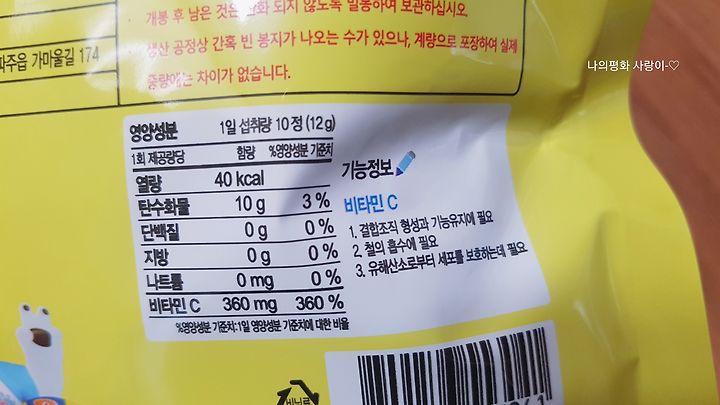 개봉 후 남은 것은 되지 않도록 밀봉하여 보관하십시오.
생산 공정상 간혹 빈 봉지가 나오는 수가 있으나, 계량으로 포장하여 실제
중량에는 차이가 없습니다.
파주읍 가마울길 174
나의평화 사랑이-♡
영양성분 1일 섭취량 10정 (12g)
1회 제공량당 함량 %영양성분 기준치
열량 40 kcal
탄수화물 10 g 3 %
단백질 0 g 0 %
지방 0 g 0 %
나트륨 0 mg 0 %
비타민 C 360 mg 360 %
%영양성분 기준치:1일 영양성분 기준치에 대한 비율
기능정보
비타민 C
1. 결합조직 형성과 기능유지에 필요
2. 철의 흡수에 필요
3. 유해산소로부터 세포를 보호하는데 필요
비닐류